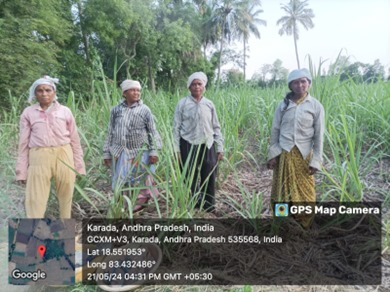 GPS Map Camera
Karada, Andhra Pradesh, India
GCXM+V3, Karada, Andhra Pradesh 535568, India
Lat 18.551953°
Long 83.432486°
21/05/24 04:31 PM GMT +05:30
Google